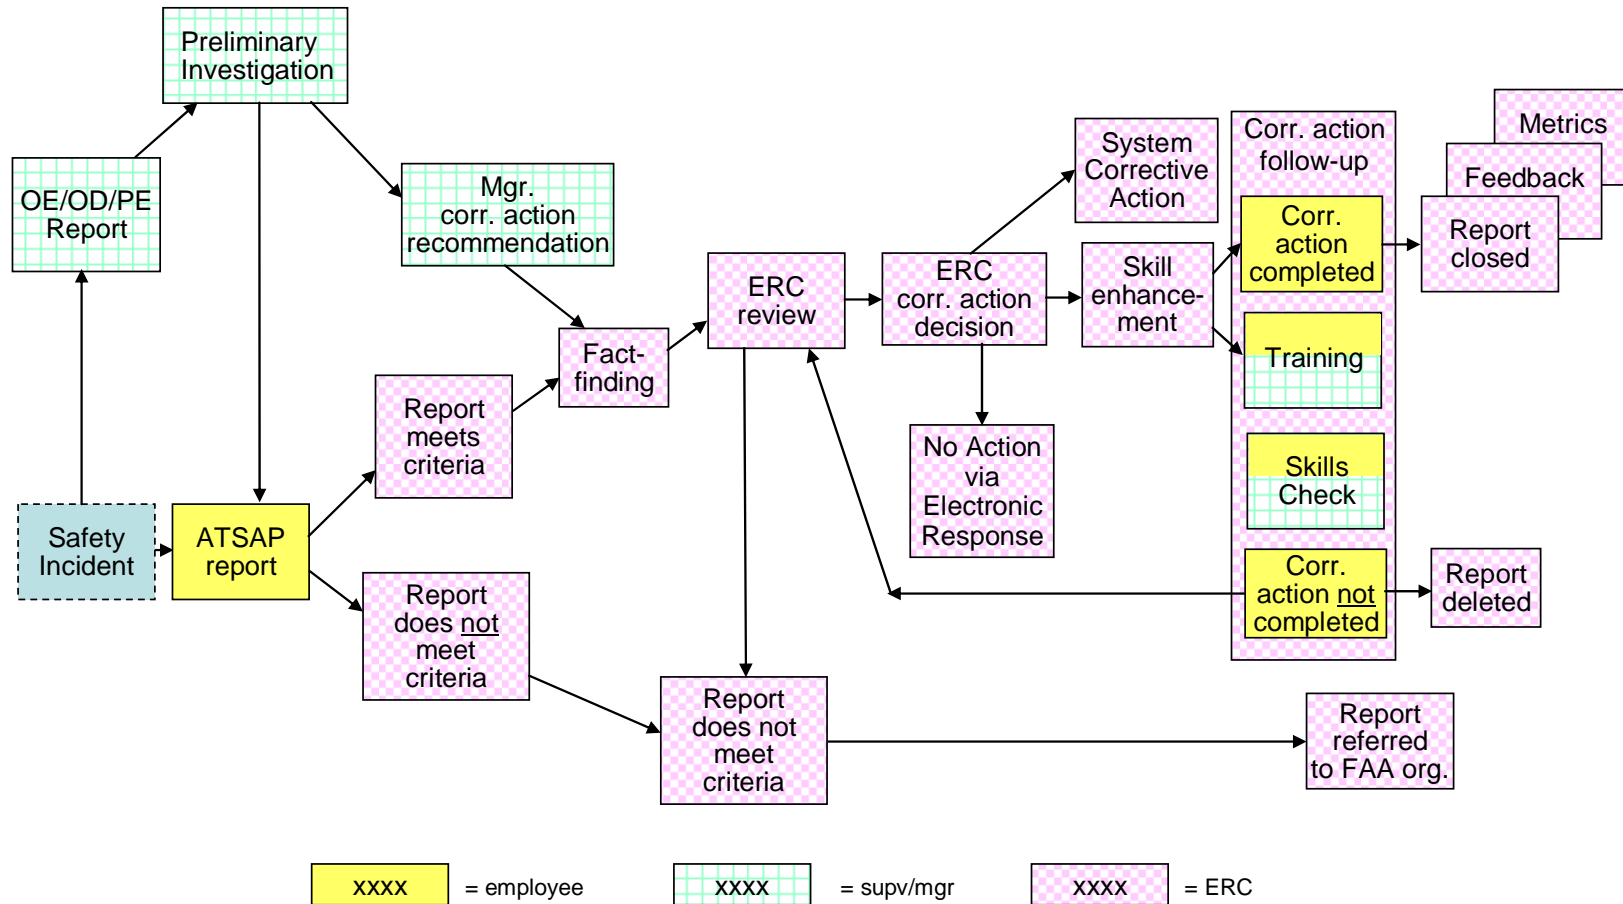 Preliminary
Investigation
OE/OD/PE
Report
Mgr.
corr. action
recommendation
Safety
Incident
ATSAP
report
Report
meets
criteria
Report
does not
meet
criteria
Fact-
finding
ERC
review
Report
does not
meet
criteria
ERC
corr. action
decision
System
Corrective
Action
Skill
enhance-
ment
No Action
via
Electronic
Response
Corr. action
follow-up
Corr.
action
completed
Training
Skills
Check
Corr.
action not
completed
Metrics
Feedback
Report
closed
Report
deleted
Report
referred
to FAA org.
xxxx = employee
xxxx = supv/mgr
xxxx = ERC